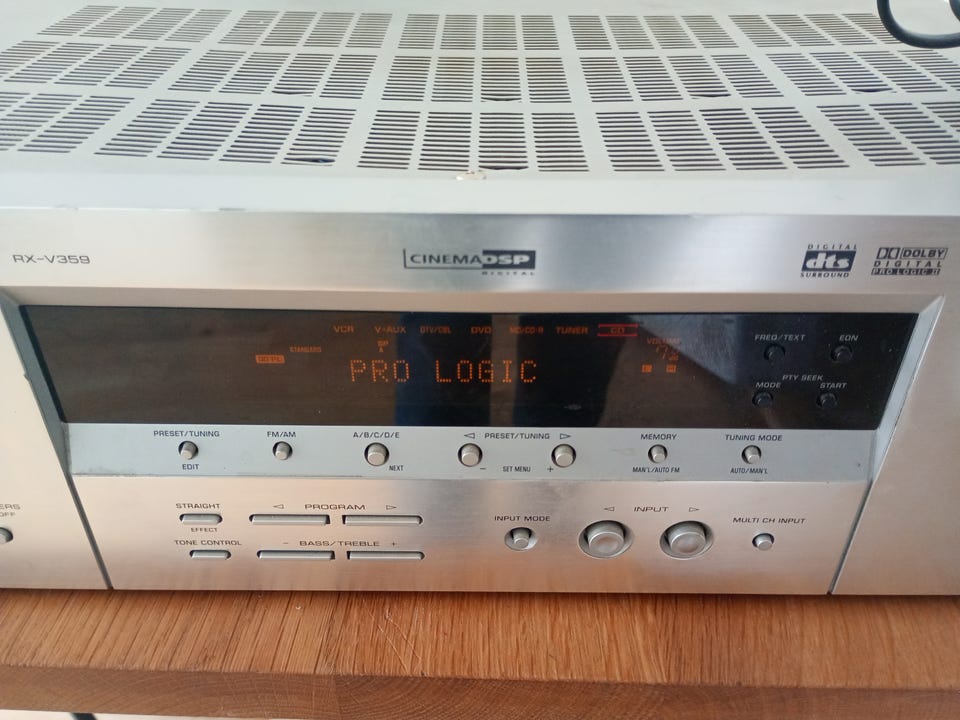 RX-V359
CINEMA DSP
DIGITAL
DIGITAL
dts
SURROUND
DOLBY
DIGITAL
PRO LOGIC II
VCR V-AUX DTV/CBL DVD MD/CD-R TUNER CD
STANDARD
SP
A
VOLUME
PRO LOGIC
FREQ/TEXT EON
PTY SEEK
MODE START
PRESET/TUNING FM/AM A/B/C/D/E PRESET/TUNING MEMORY TUNING MODE
EDIT NEXT - SET MENU + MAN'L/AUTO FM AUTO/MAN'L
STRAIGHT PROGRAM
EFFECT
INPUT MODE INPUT MULTI CH INPUT
TONE CONTROL - BASS/TREBLE +
ERS
OFF